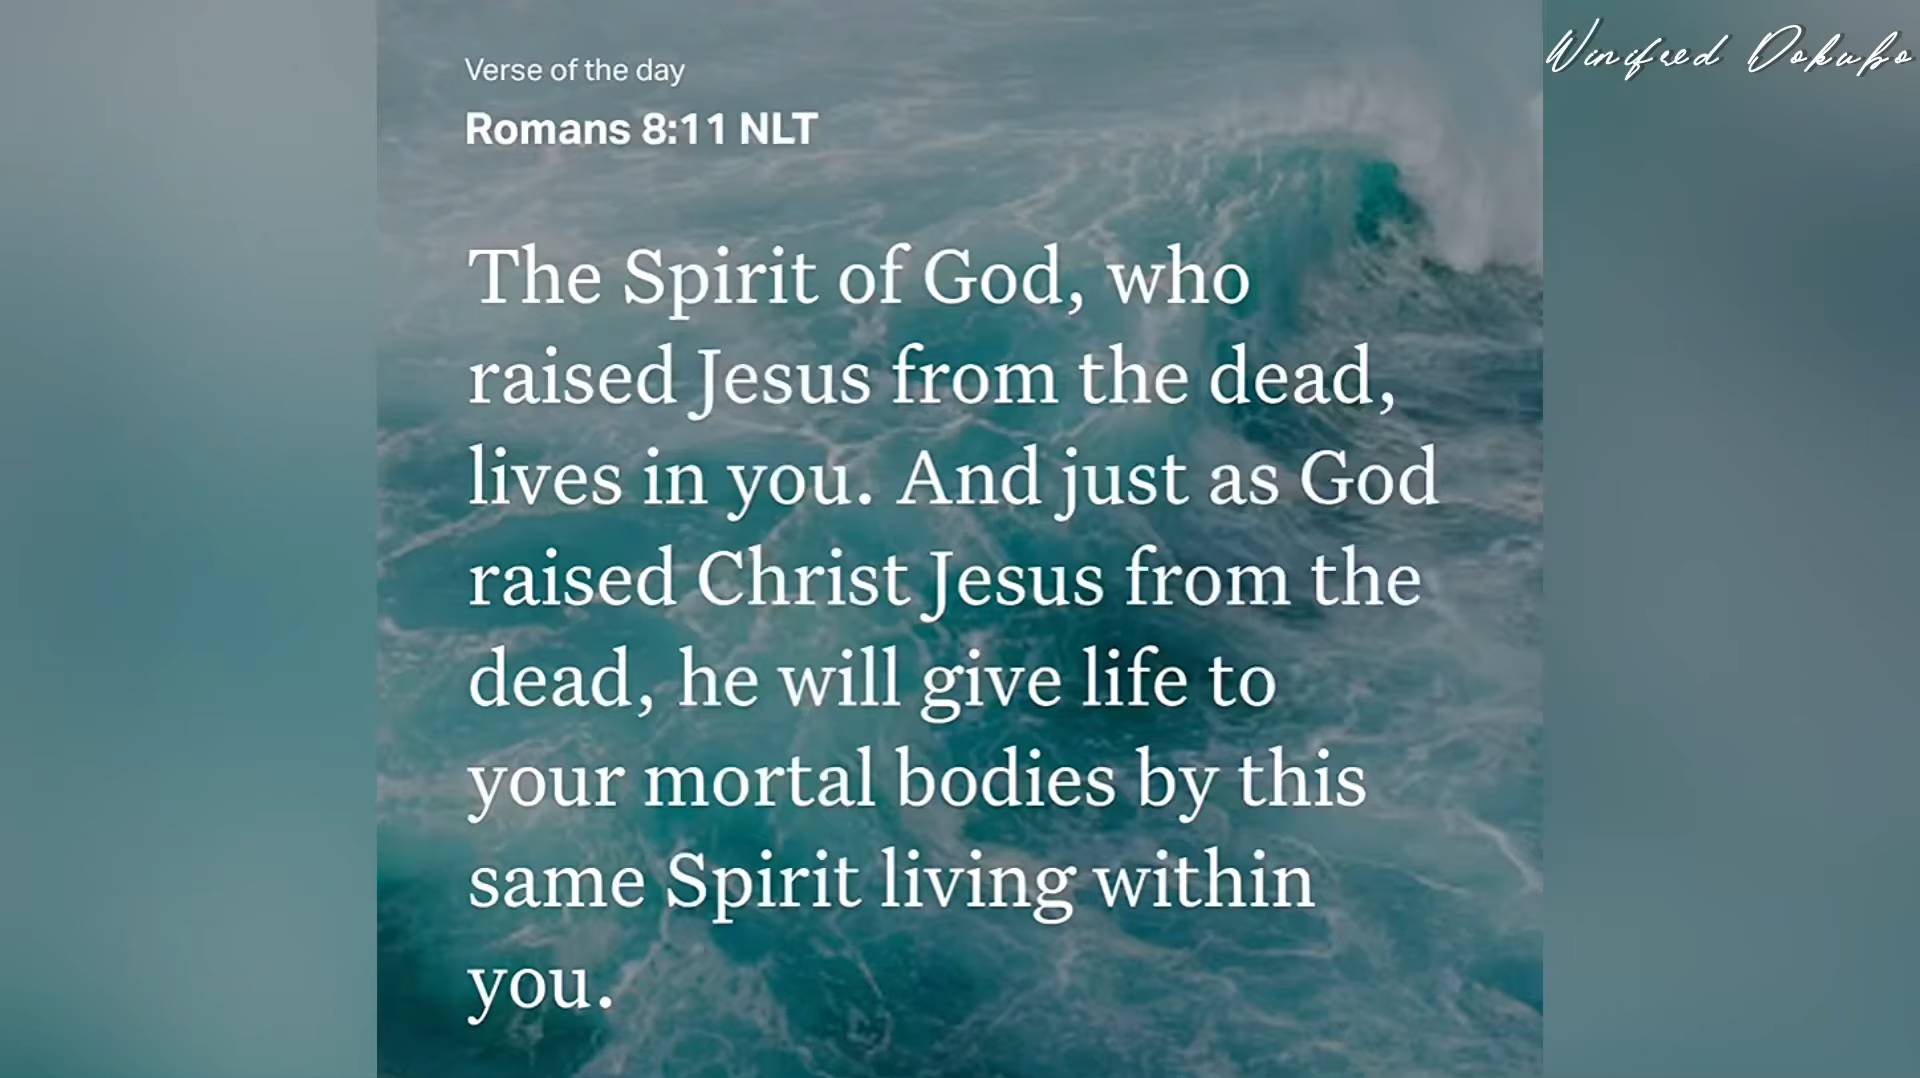 Winifred Dokubo
Verse of the day
Romans 8:11 NLT
The Spirit of God, who
raised Jesus from the dead,
lives in you. And just as God
raised Christ Jesus from the
dead, he will give life to
your mortal bodies by this
same Spirit living within
you.